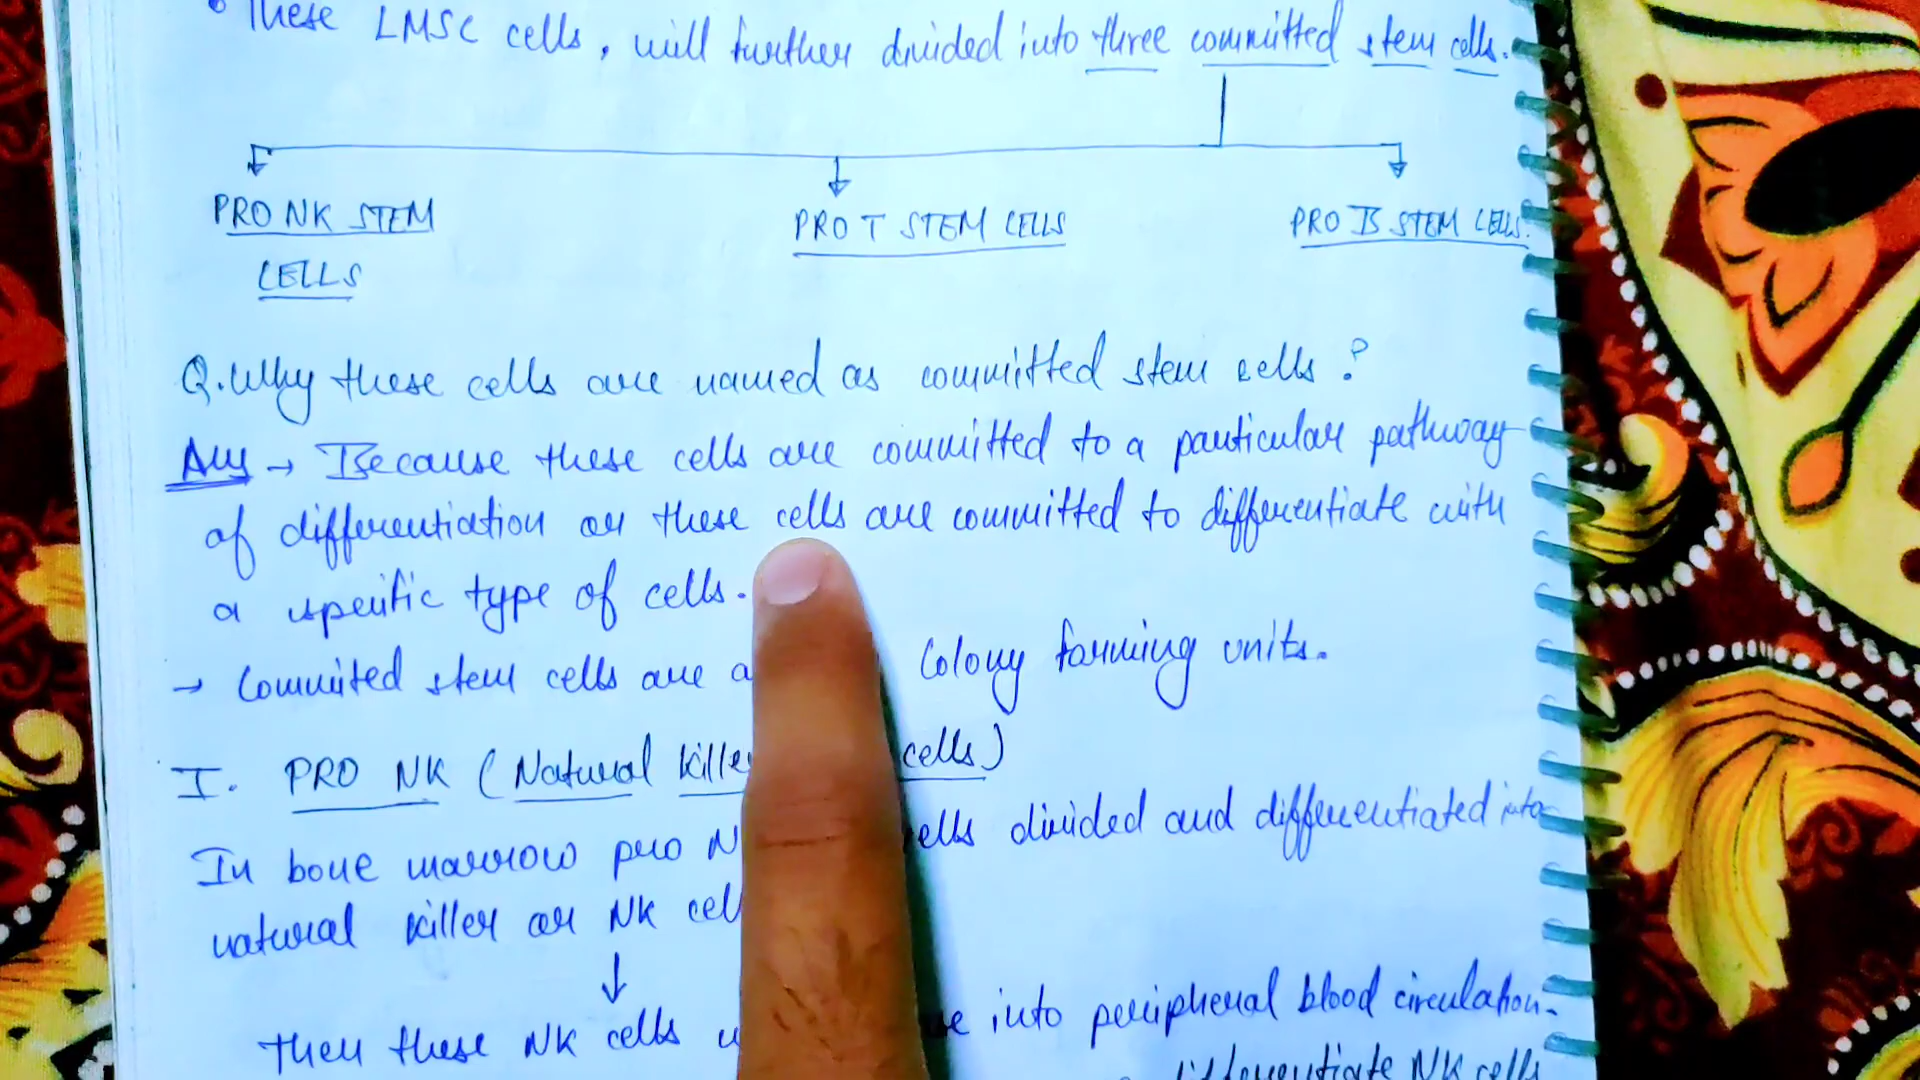 • These LMSC cells, will further divided into three committed stem cells.
PRO NK STEM CELLS
PRO T STEM CELLS
PRO B STEM CELLS.
Q. Why these cells are named as committed stem cells?
Ans → Because these cells are committed to a particular pathway
of differentiation or these cells are committed to differentiate with
a specific type of cells.
→ Commited stem cells are Colony forming units.
I. PRO NK (Natural cells)
In bone marrow pro divided and differentiated into
natural killer or NK
↓
Then these NK cells into peripheral blood circulation.
differentiate NK cells